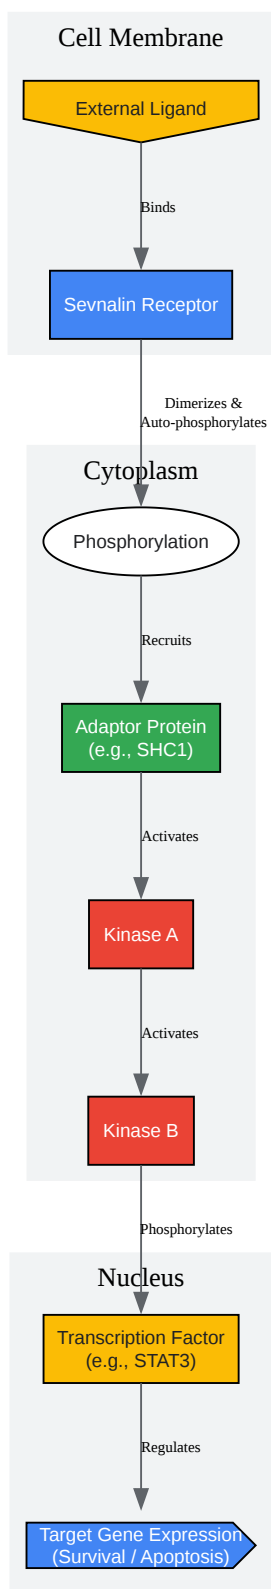 Cell Membrane
External Ligand
Binds
Sevnalin Receptor
Dimerizes &
Auto-phosphorylates
Cytoplasm
Phosphorylation
Recruits
Adaptor Protein
(e.g., SHC1)
Activates
Kinase A
Activates
Kinase B
Phosphorylates
Nucleus
Transcription Factor
(e.g., STAT3)
Regulates
Target Gene Expression
(Survival / Apoptosis)